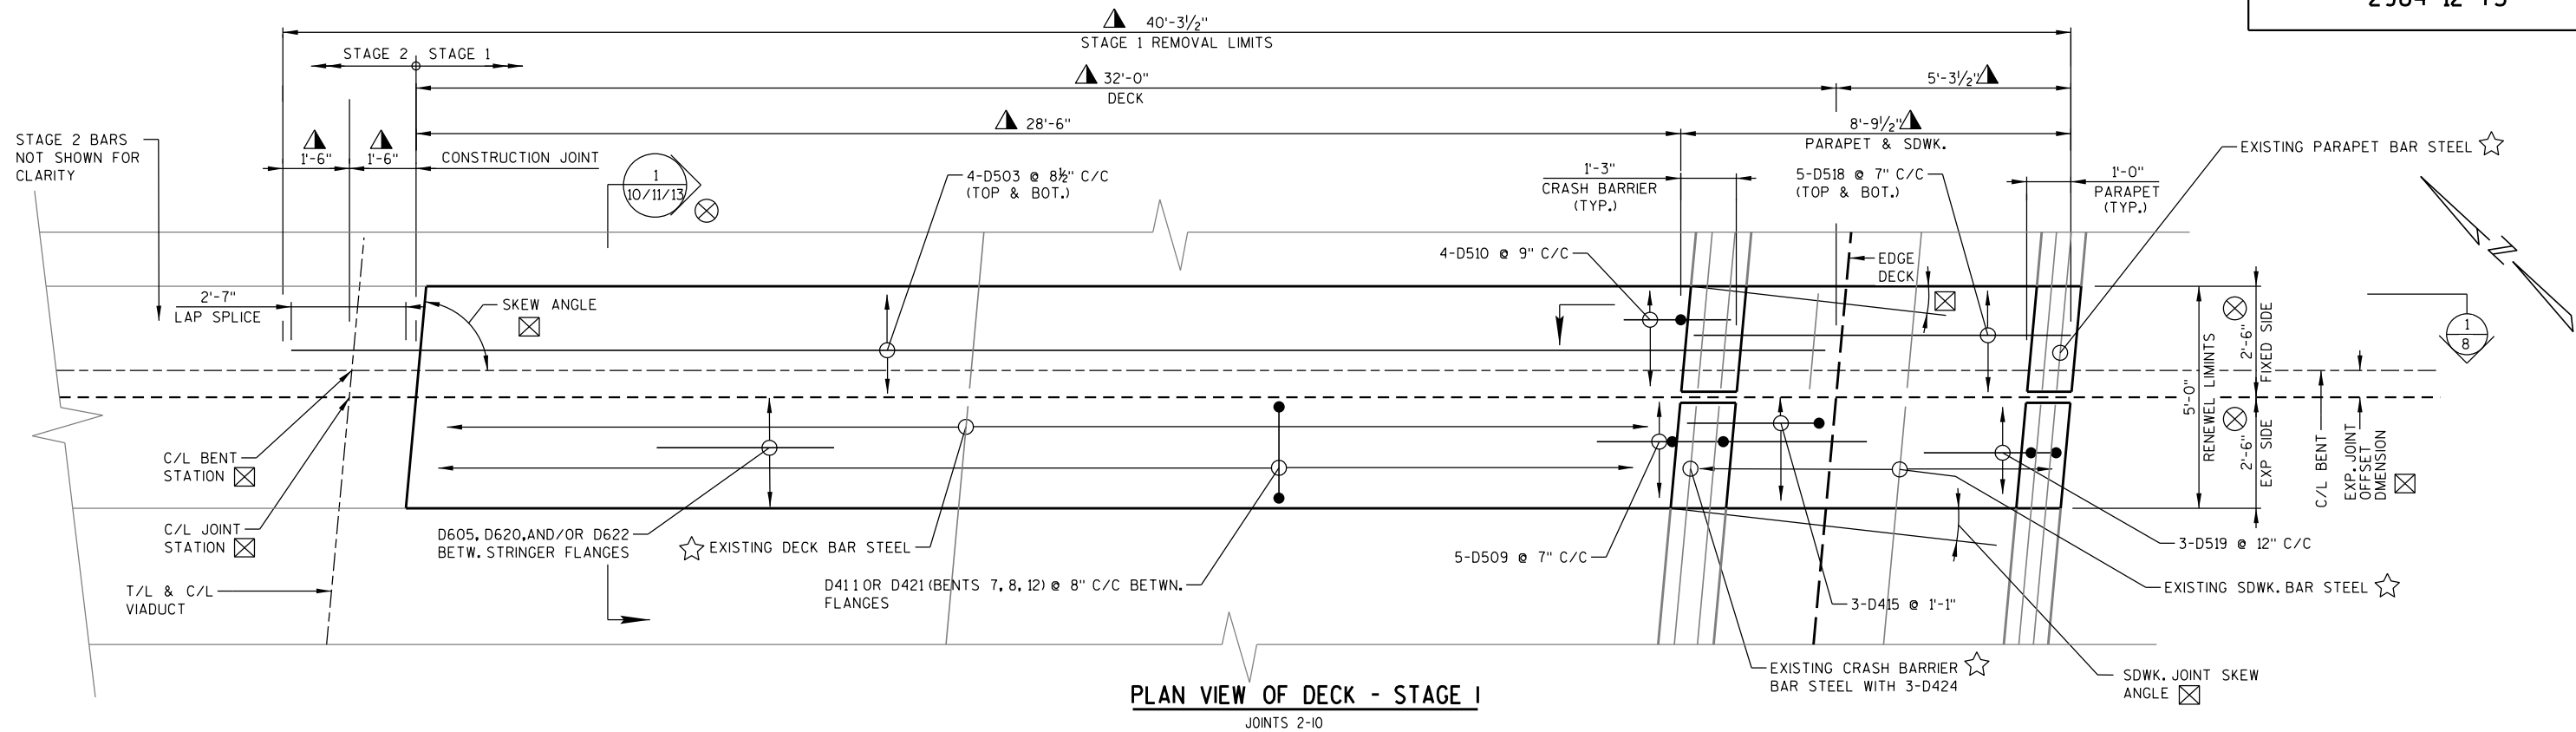 40'-3½"
STAGE 1 REMOVAL LIMITS
STAGE 2
STAGE 1
32'-0"
DECK
5'-3½"
28'-6"
8'-9½"
PARAPET & SDWK.
STAGE 2 BARS
NOT SHOWN FOR
CLARITY
1'-6"
1'-6"
CONSTRUCTION JOINT
1
10/11/13
4-D503 @ 8½" C/C
(TOP & BOT.)
1'-3"
CRASH BARRIER
(TYP.)
5-D518 @ 7" C/C
(TOP & BOT.)
1'-0"
PARAPET
(TYP.)
EXISTING PARAPET BAR STEEL
N
4-D510 @ 9" C/C
EDGE
DECK
2'-7"
LAP SPLICE
SKEW ANGLE
1
8
5'-0"
RENEWEL LIMINTS
2'-6"
FIXED SIDE
2'-6"
EXP SIDE
C/L BENT
EXP. JOINT
OFFSET
DMENSION
C/L BENT
STATION
C/L JOINT
STATION
T/L & C/L
VIADUCT
D605, D620, AND/OR D622
BETW. STRINGER FLANGES
EXISTING DECK BAR STEEL
D411 OR D421 (BENTS 7, 8, 12) @ 8" C/C BETWN.
FLANGES
5-D509 @ 7" C/C
3-D415 @ 1'-1"
3-D519 @ 12" C/C
EXISTING SDWK. BAR STEEL
EXISTING CRASH BARRIER
BAR STEEL WITH 3-D424
SDWK. JOINT SKEW
ANGLE
PLAN VIEW OF DECK - STAGE 1
JOINTS 2-10